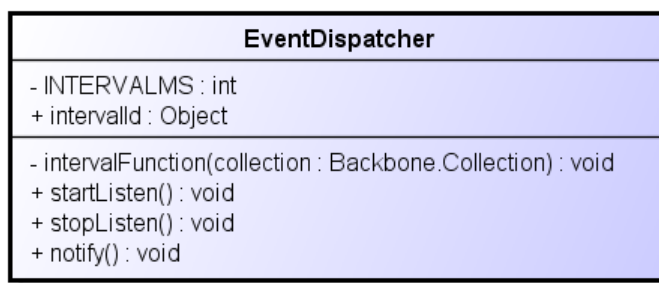 EventDispatcher
- INTERVALMS : int
+ intervalId : Object
- intervalFunction(collection : Backbone.Collection) : void
+ startListen() : void
+ stopListen() : void
+ notify() : void